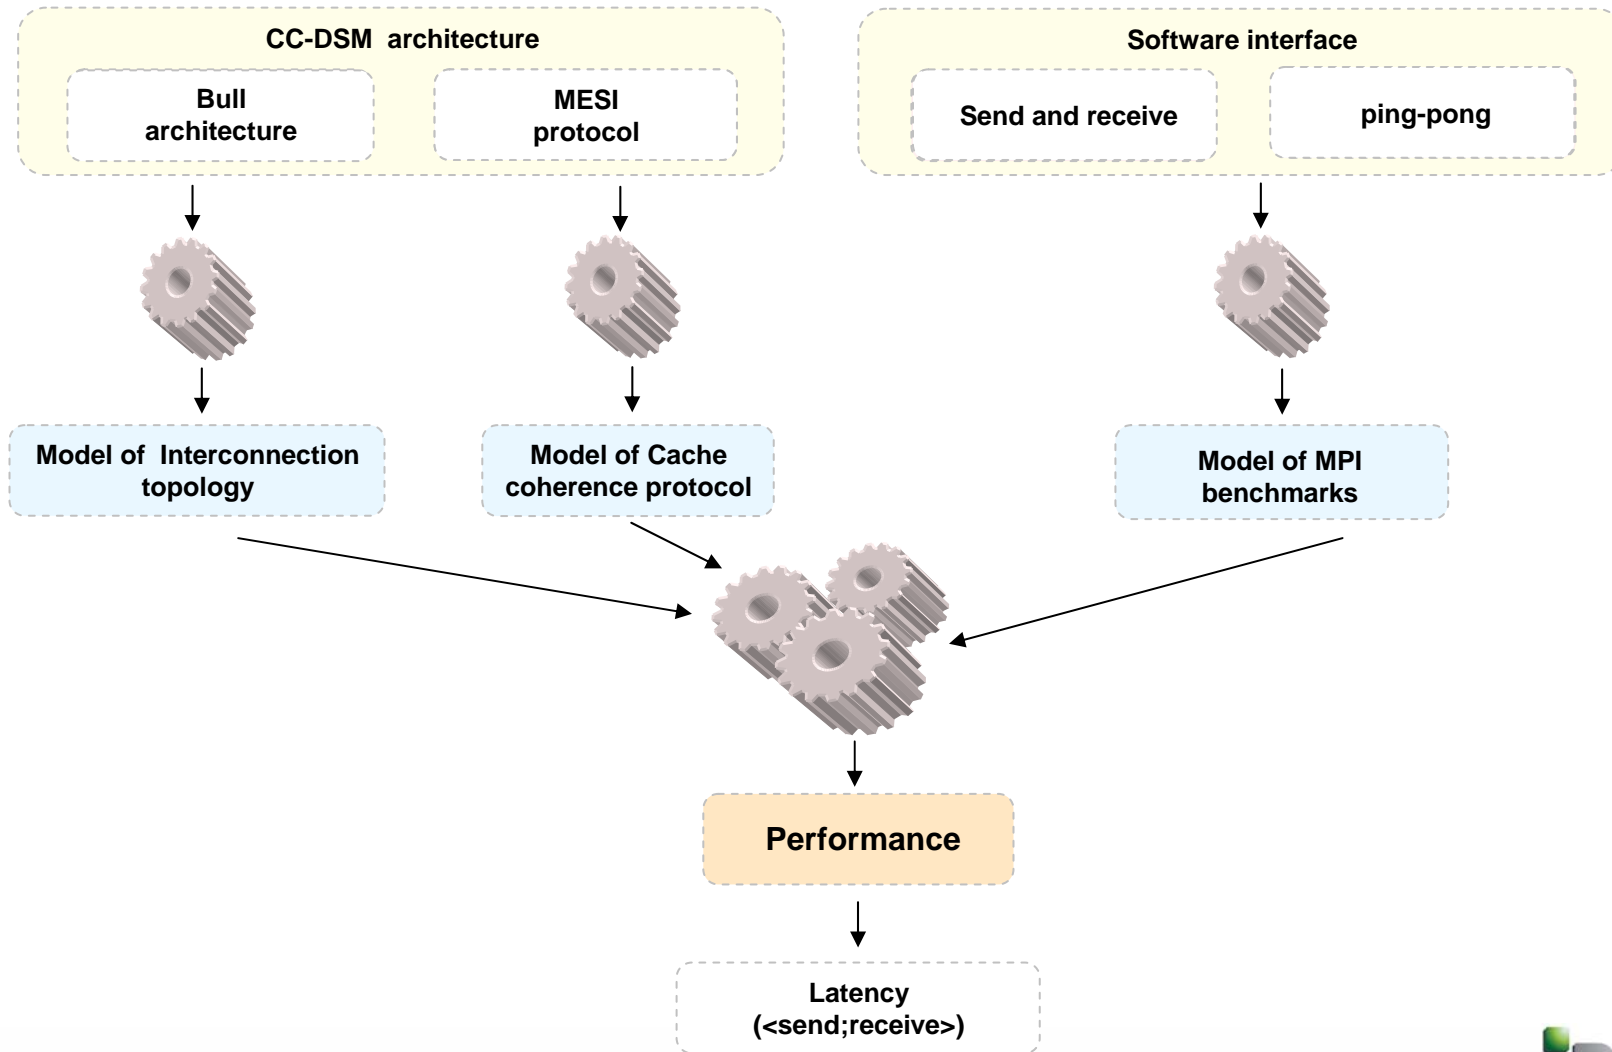 CC-DSM architecture
Bull
architecture
MESI
protocol
Software interface
Send and receive
ping-pong
Model of Interconnection
topology
Model of Cache
coherence protocol
Model of MPI
benchmarks
Performance
Latency
(<send;receive>)